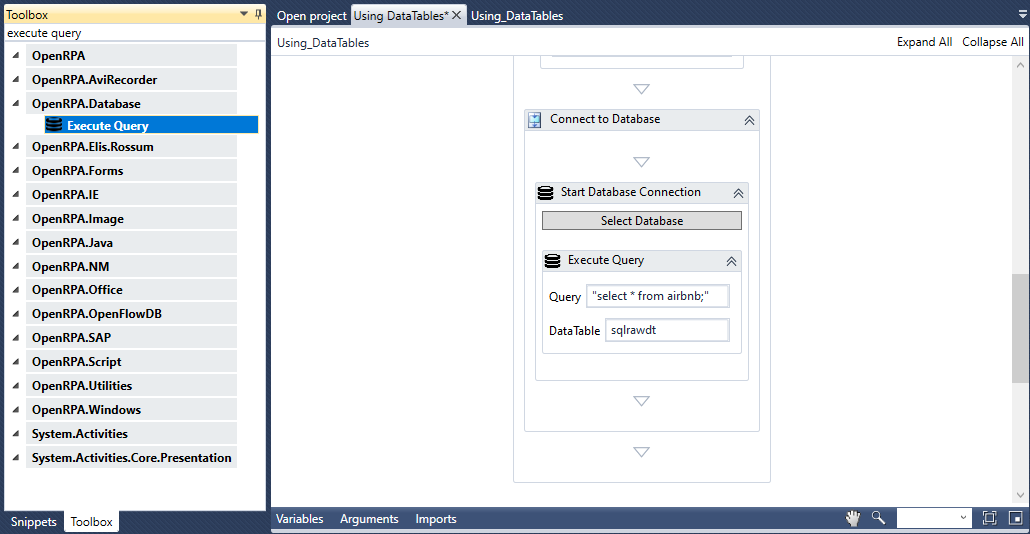 Toolbox
execute query
OpenRPA
OpenRPA.AviRecorder
OpenRPA.Database
Execute Query
OpenRPA.Elis.Rossum
OpenRPA.Forms
OpenRPA.IE
OpenRPA.Image
OpenRPA.Java
OpenRPA.NM
OpenRPA.Office
OpenRPA.OpenFlowDB
OpenRPA.SAP
OpenRPA.Script
OpenRPA.Utilities
OpenRPA.Windows
System.Activities
System.Activities.Core.Presentation
Snippets Toolbox
Open project Using DataTables* Using_DataTables
Using_DataTables Expand All Collapse All
Connect to Database
Start Database Connection
Select Database
Execute Query
Query "select * from airbnb;"
DataTable sqlrawdt
Variables Arguments Imports